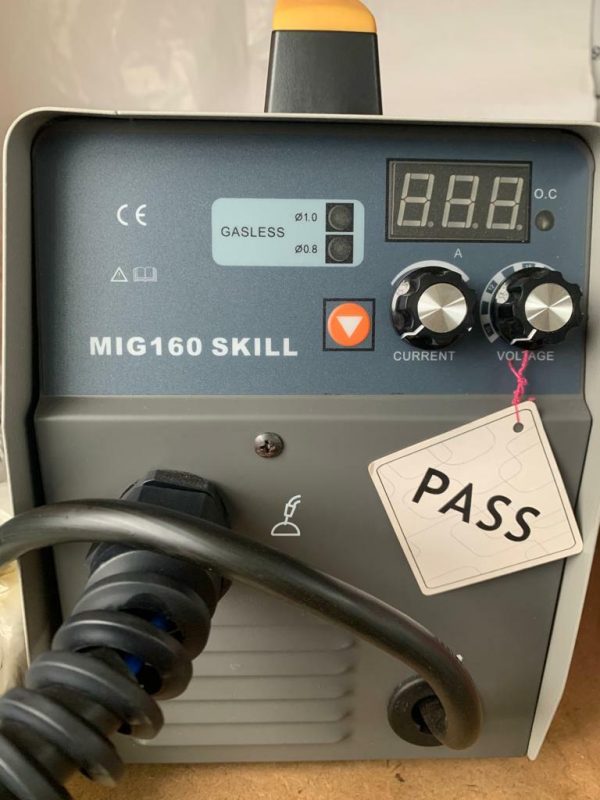 CE
GASLESS
Ø1.0
Ø0.8
O.C
A
MIG160 SKILL
CURRENT
VOLTAGE
PASS